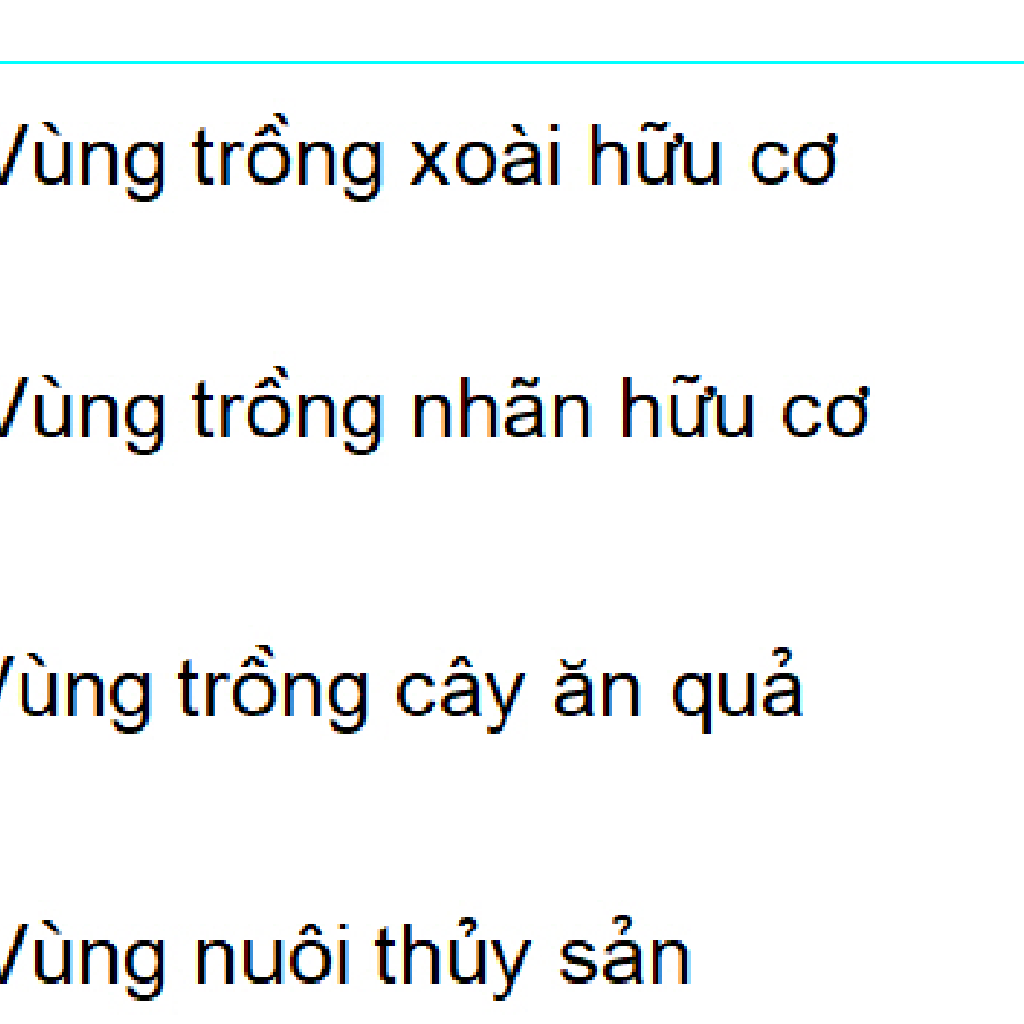 Vùng trồng xoài hữu cơ
Vùng trồng nhãn hữu cơ
Vùng trồng cây ăn quả
Vùng nuôi thủy sản